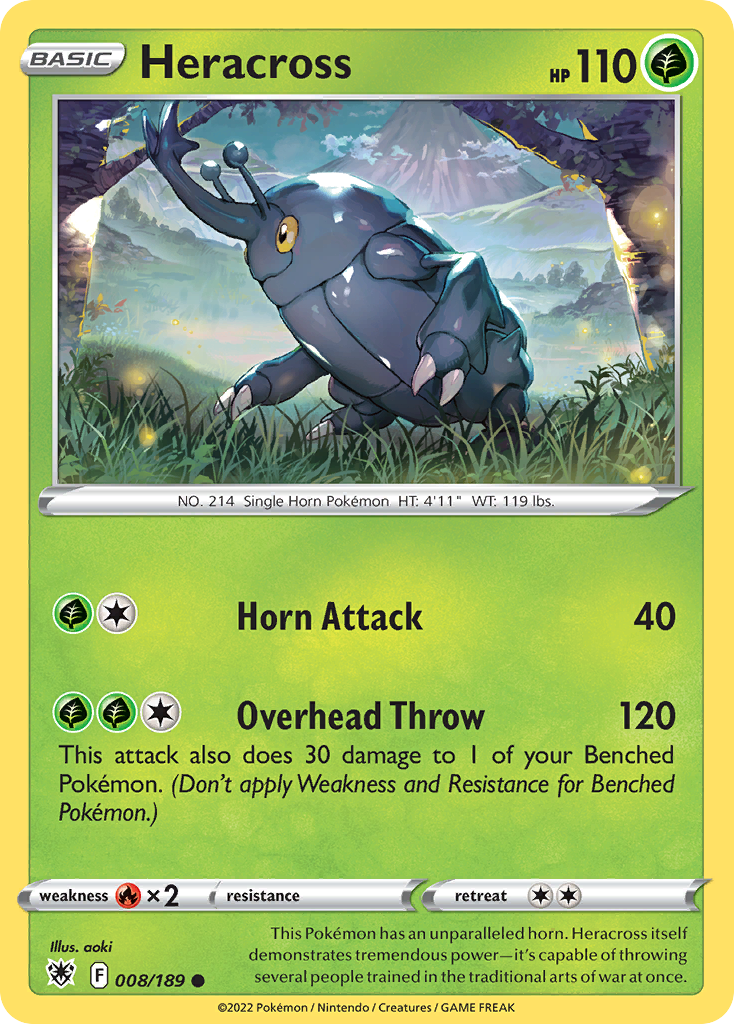 BASIC Heracross HP 110
NO. 214 Single Horn Pokémon HT: 4'11" WT: 119 lbs.
Horn Attack 40
Overhead Throw 120
This attack also does 30 damage to 1 of your Benched
Pokémon. (Don't apply Weakness and Resistance for Benched
Pokémon.)
weakness ×2 resistance retreat
Illus. aoki
F 008/189
This Pokémon has an unparalleled horn. Heracross itself
demonstrates tremendous power—it's capable of throwing
several people trained in the traditional arts of war at once.
©2022 Pokémon / Nintendo / Creatures / GAME FREAK